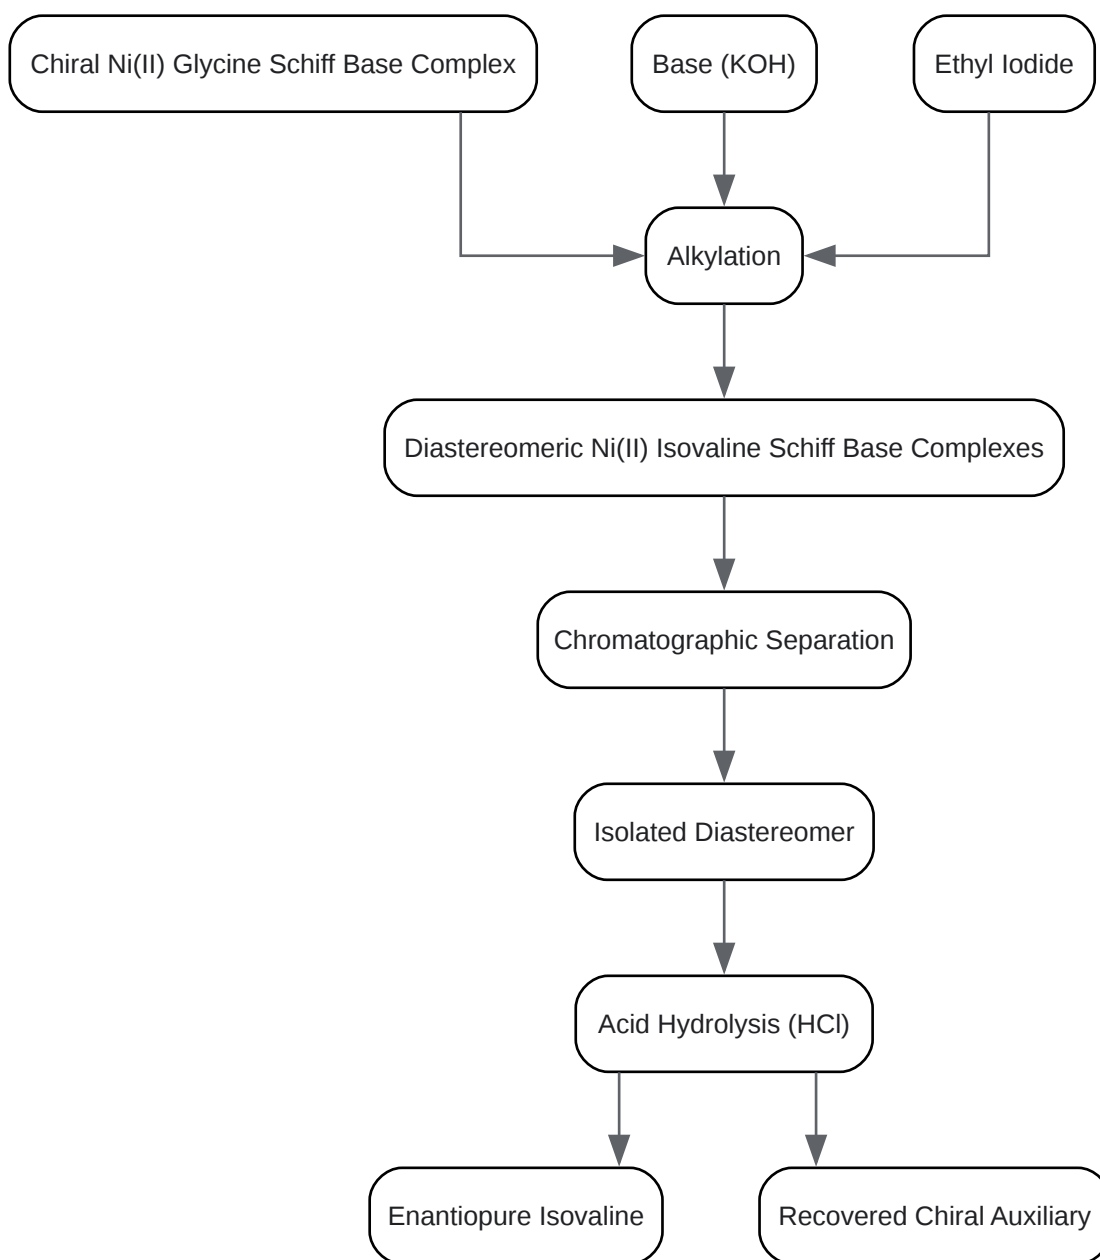 Chiral Ni(II) Glycine Schiff Base Complex
Base (KOH)
Ethyl Iodide
Alkylation
Diastereomeric Ni(II) Isovaline Schiff Base Complexes
Chromatographic Separation
Isolated Diastereomer
Acid Hydrolysis (HCl)
Enantiopure Isovaline
Recovered Chiral Auxiliary